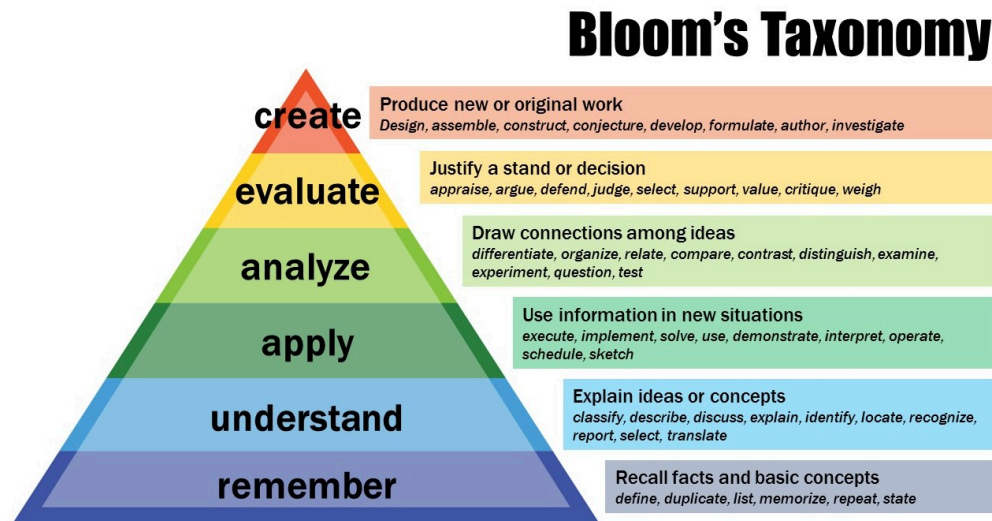 Bloom's Taxonomy
create
Produce new or original work
Design, assemble, construct, conjecture, develop, formulate, author, investigate
evaluate
Justify a stand or decision
appraise, argue, defend, judge, select, support, value, critique, weigh
analyze
Draw connections among ideas
differentiate, organize, relate, compare, contrast, distinguish, examine,
experiment, question, test
apply
Use information in new situations
execute, implement, solve, use, demonstrate, interpret, operate,
schedule, sketch
understand
Explain ideas or concepts
classify, describe, discuss, explain, identify, locate, recognize,
report, select, translate
remember
Recall facts and basic concepts
define, duplicate, list, memorize, repeat, state